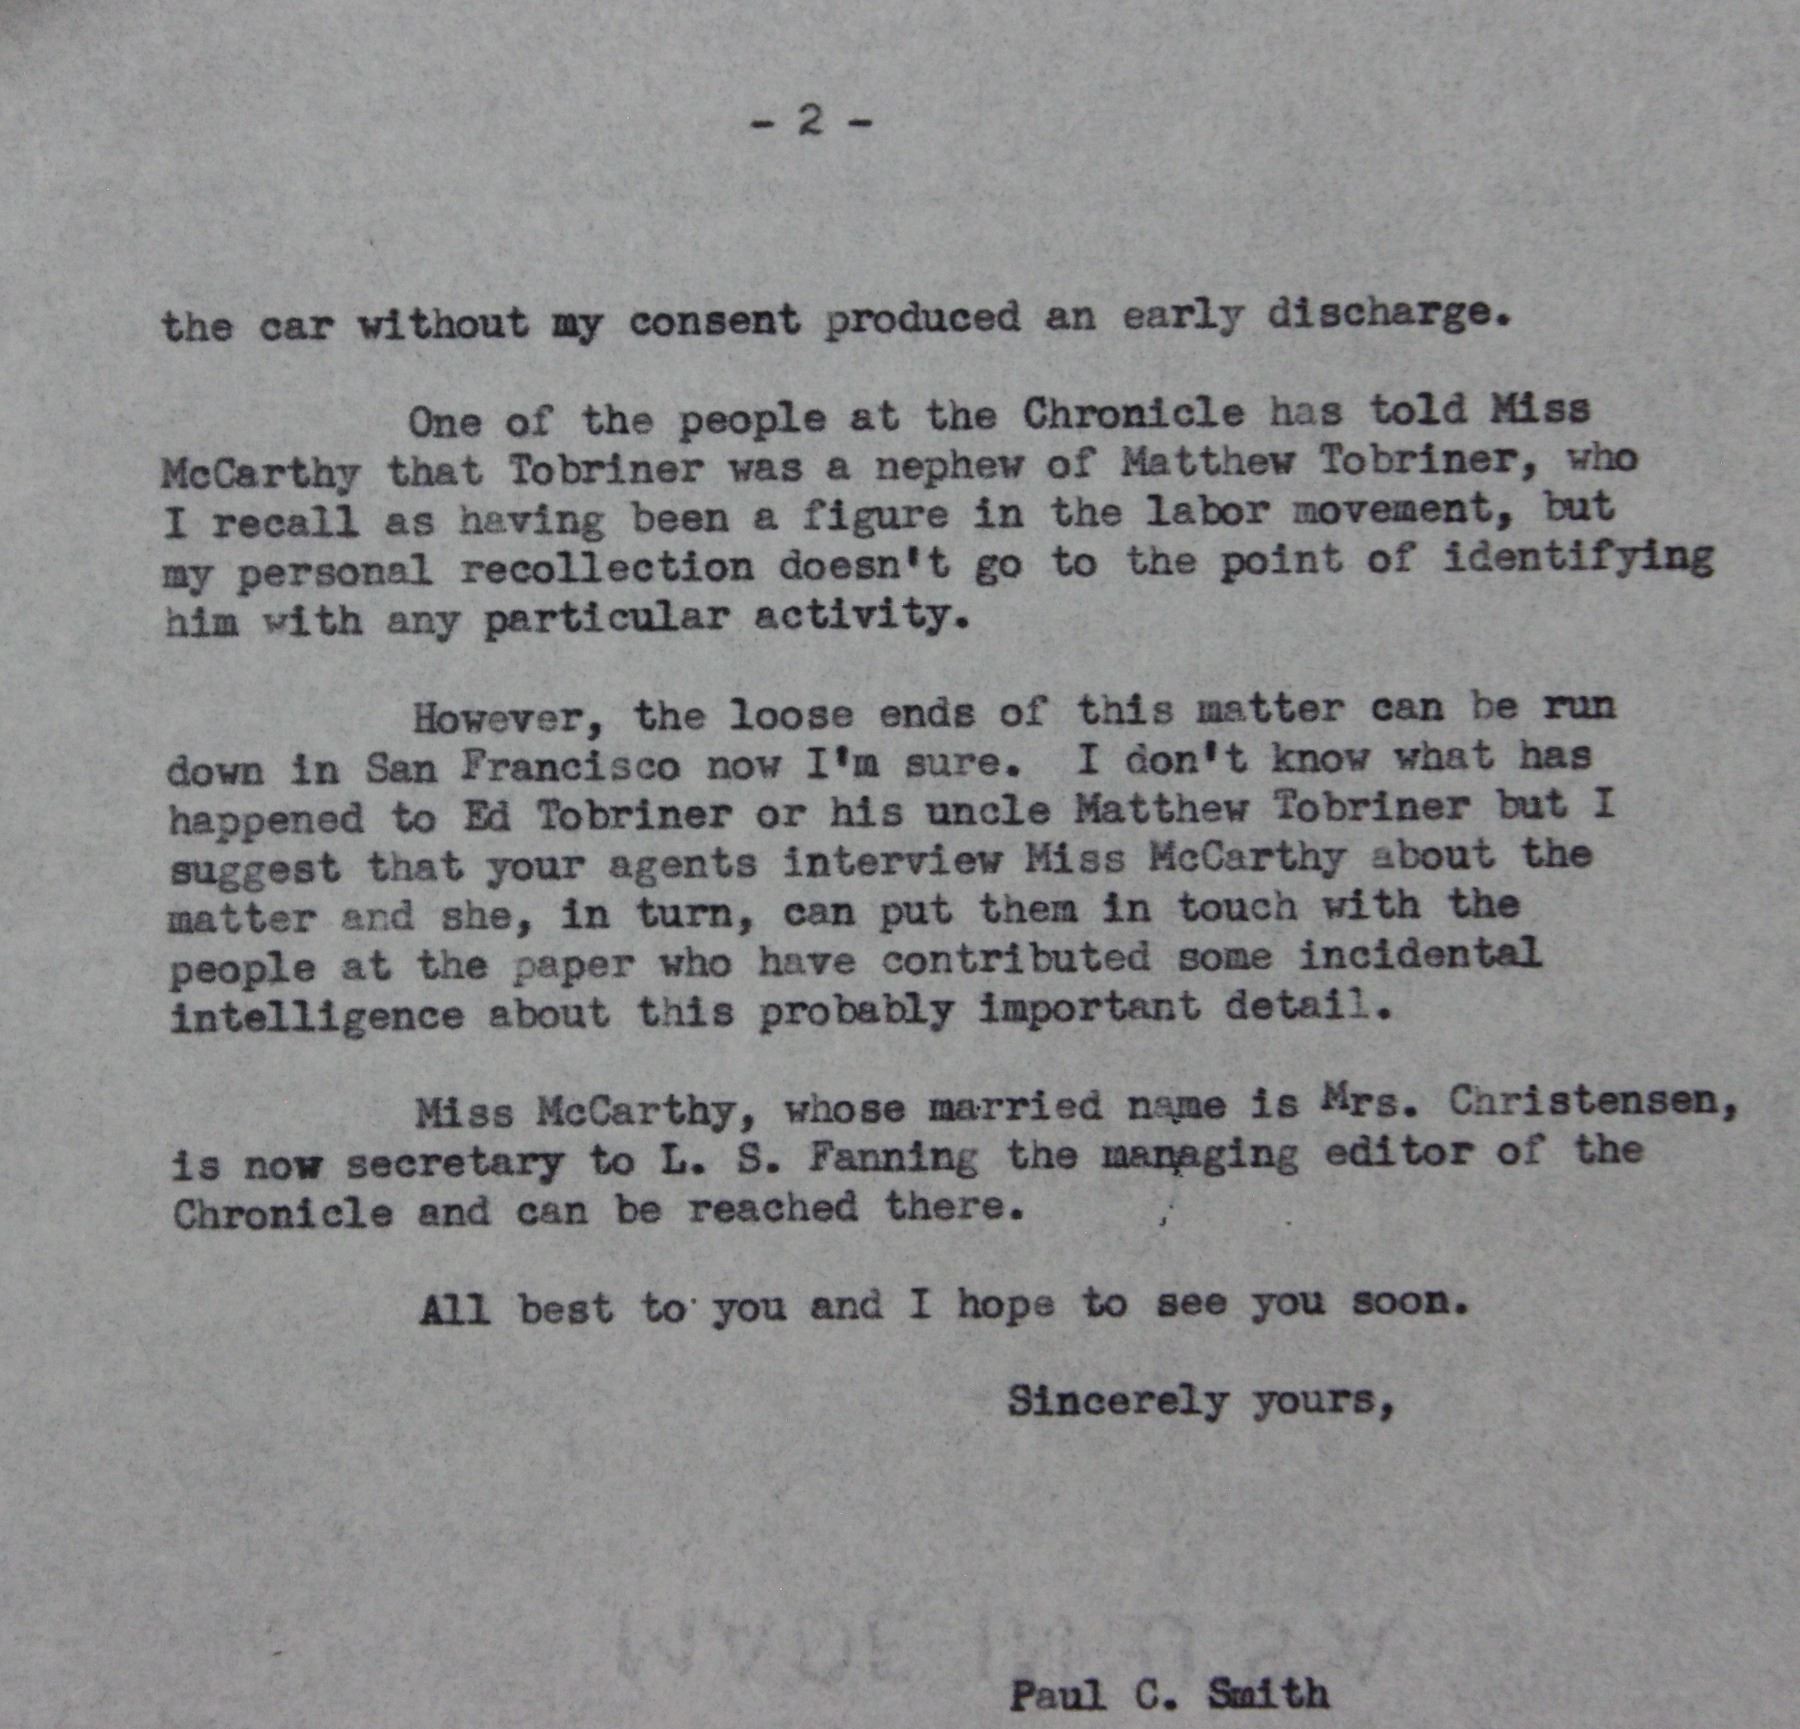 - 2 -
the car without my consent produced an early discharge.
One of the people at the Chronicle has told Miss
McCarthy that Tobriner was a nephew of Matthew Tobriner, who
I recall as having been a figure in the labor movement, but
my personal recollection doesn't go to the point of identifying
him with any particular activity.
However, the loose ends of this matter can be run
down in San Francisco now I'm sure. I don't know what has
happened to Ed Tobriner or his uncle Matthew Tobriner but I
suggest that your agents interview Miss McCarthy about the
matter and she, in turn, can put them in touch with the
people at the paper who have contributed some incidental
intelligence about this probably important detail.
Miss McCarthy, whose married name is Mrs. Christensen,
is now secretary to L. S. Fanning the managing editor of the
Chronicle and can be reached there.
All best to you and I hope to see you soon.
Sincerely yours,
MADE IN U.S.A.
Paul C. Smith